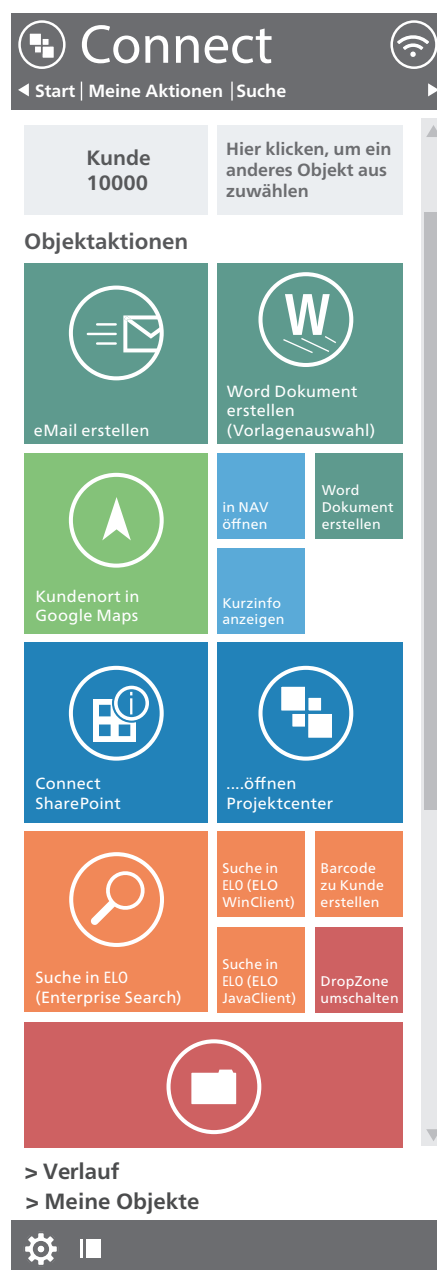 Connect
Start | Meine Aktionen | Suche
Kunde
10000
Hier klicken, um ein
anderes Objekt aus
zuwählen
Objektaktionen
eMail erstellen
W
Word Dokument
erstellen
(Vorlagenauswahl)
Kundenort in
Google Maps
in NAV
öffnen
Word
Dokument
erstellen
Kurzinfo
anzeigen
Connect
SharePoint
....öffnen
Projektcenter
Suche in ELO
(Enterprise Search)
Suche in
ELO (ELO
WinClient)
Barcode
zu Kunde
erstellen
Suche in
ELO (ELO
JavaClient)
DropZone
umschalten
> Verlauf
> Meine Objekte